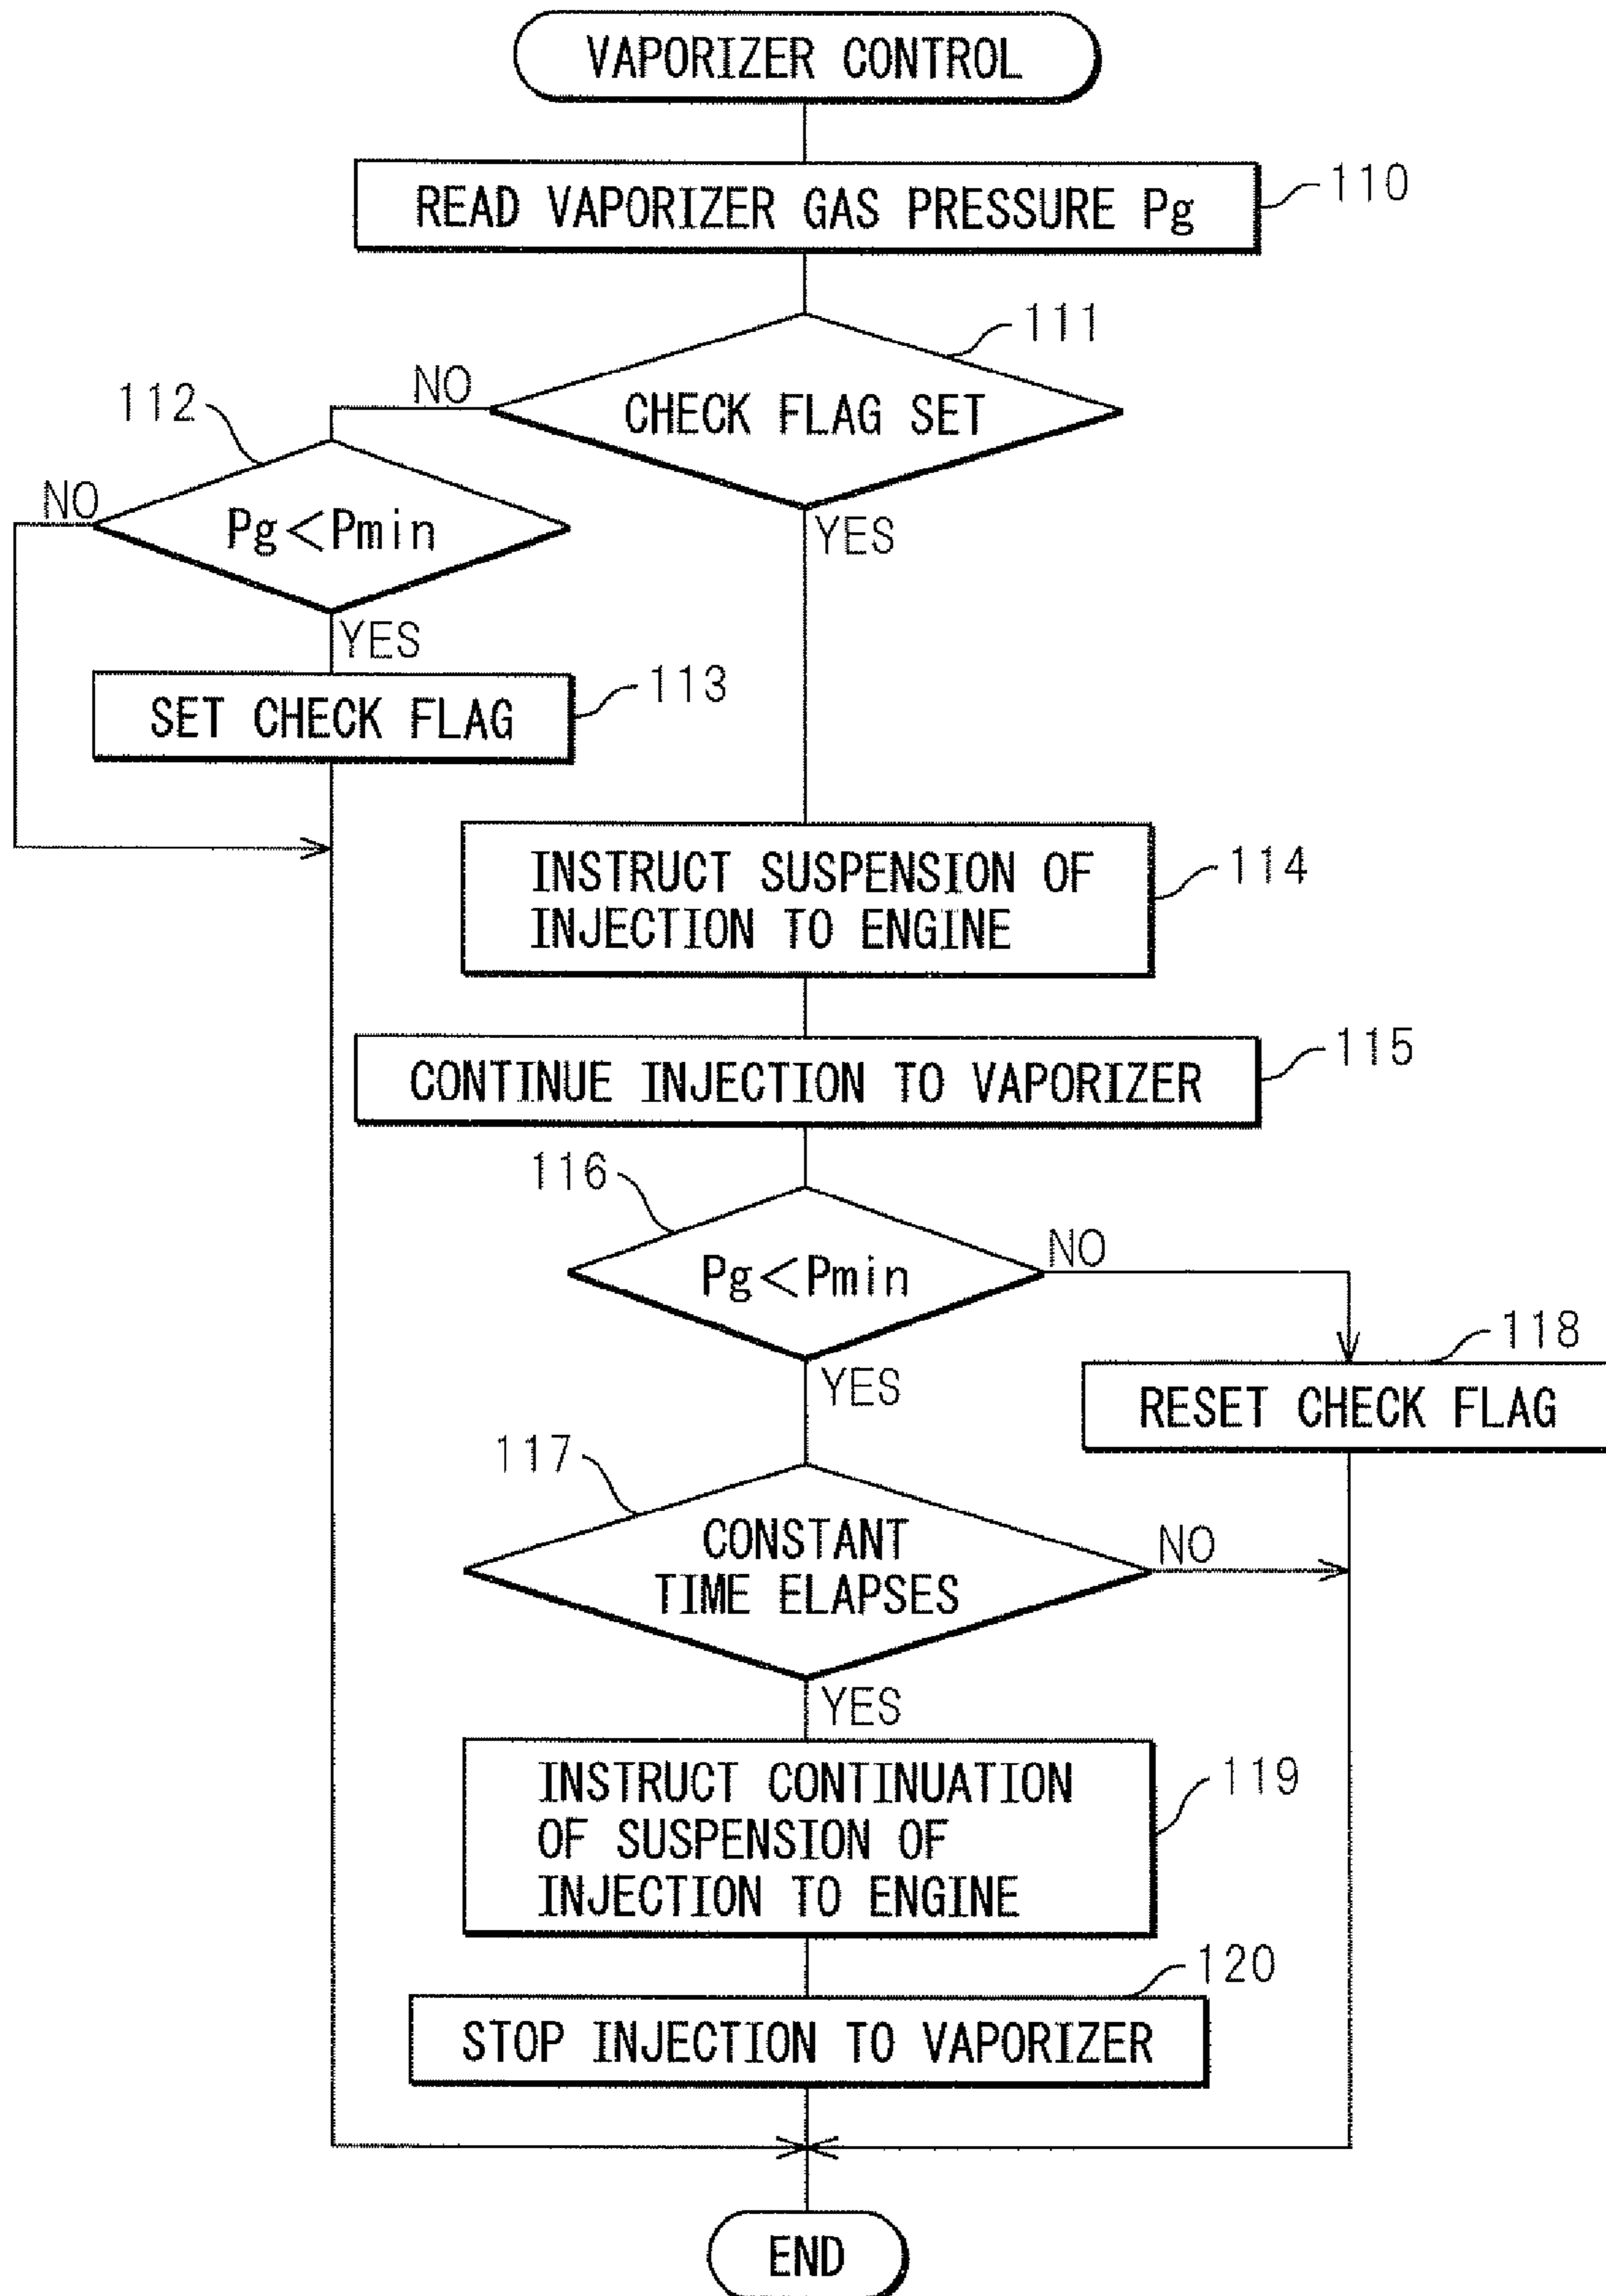 VAPORIZER CONTROL
READ VAPORIZER GAS PRESSURE Pg
110
111
CHECK FLAG SET
NO
YES
112
Pg<Pmin
NO
YES
SET CHECK FLAG
113
INSTRUCT SUSPENSION OF
INJECTION TO ENGINE
114
CONTINUE INJECTION TO VAPORIZER
115
116
Pg<Pmin
NO
YES
118
RESET CHECK FLAG
117
CONSTANT
TIME ELAPSES
NO
YES
INSTRUCT CONTINUATION
OF SUSPENSION OF
INJECTION TO ENGINE
119
120
STOP INJECTION TO VAPORIZER
END